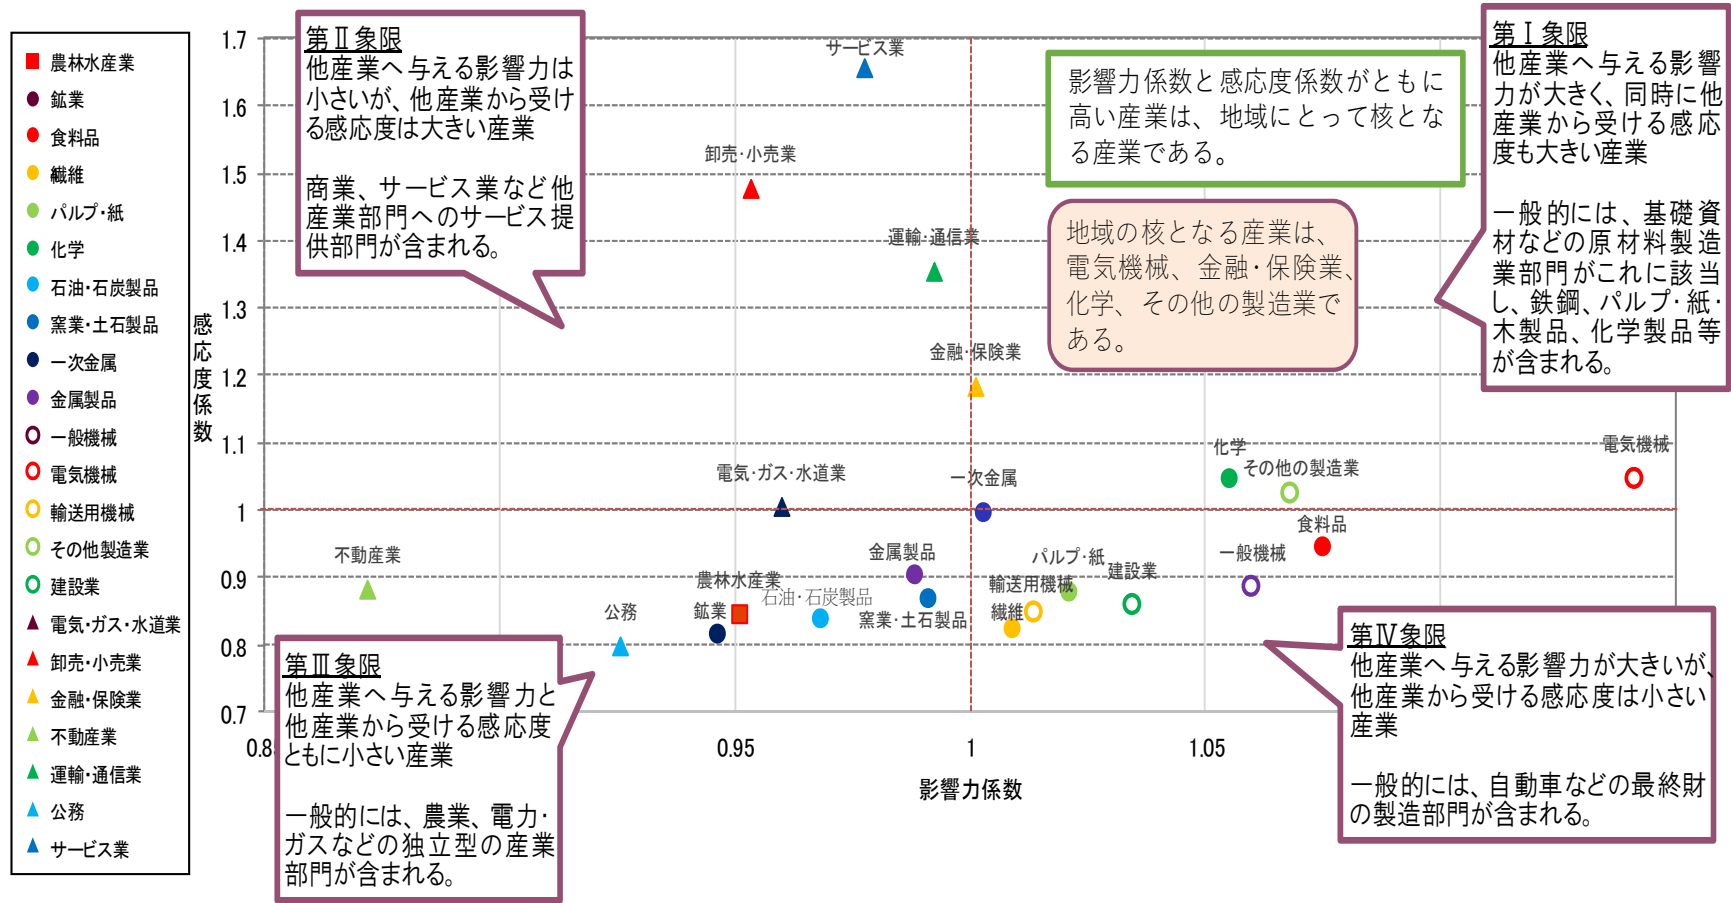 農林水産業
鉱業
食料品
繊維
パルプ・紙
化学
石油・石炭製品
窯業・土石製品
一次金属
金属製品
一般機械
電気機械
輸送用機械
その他製造業
建設業
電気・ガス・水道業
卸売・小売業
金融・保険業
不動産業
運輸・通信業
公務
サービス業
感応度係数
1.7
1.6
1.5
1.4
1.3
1.2
1.1
1
0.9
0.8
0.7
第Ⅱ象限
他産業へ与える影響力は
小さいが、他産業から受け
る感応度は大きい産業
商業、サービス業など他
産業部門へのサービス提
供部門が含まれる。
サービス業
卸売・小売業
運輸・通信業
金融・保険業
影響力係数と感応度係数がともに
高い産業は、地域にとって核とな
る産業である。
地域の核となる産業は、
電気機械、金融・保険業、
化学、その他の製造業で
ある。
第Ⅰ象限
他産業へ与える影響
力が大きく、同時に他
産業から受ける感応
度も大きい産業
一般的には、基礎資
材などの原材料製造
業部門がこれに該当
し、鉄鋼、パルプ・紙・
木製品、化学製品等
が含まれる。
電気・ガス・水道業
一次金属
化学
その他の製造業
電気機械
食料品
不動産業
金属製品
パルプ・紙
一般機械
建設業
農林水産業
石油・石炭製品
輸送用機械
公務
鉱業
窯業・土石製品
繊維
第Ⅲ象限
他産業へ与える影響力と
他産業から受ける感応度
ともに小さい産業
一般的には、農業、電力・
ガスなどの独立型の産業
部門が含まれる。
第Ⅳ象限
他産業へ与える影響力が大きいが、
他産業から受ける感応度は小さい
産業
一般的には、自動車などの最終財
の製造部門が含まれる。
0.95
1
1.05
影響力係数